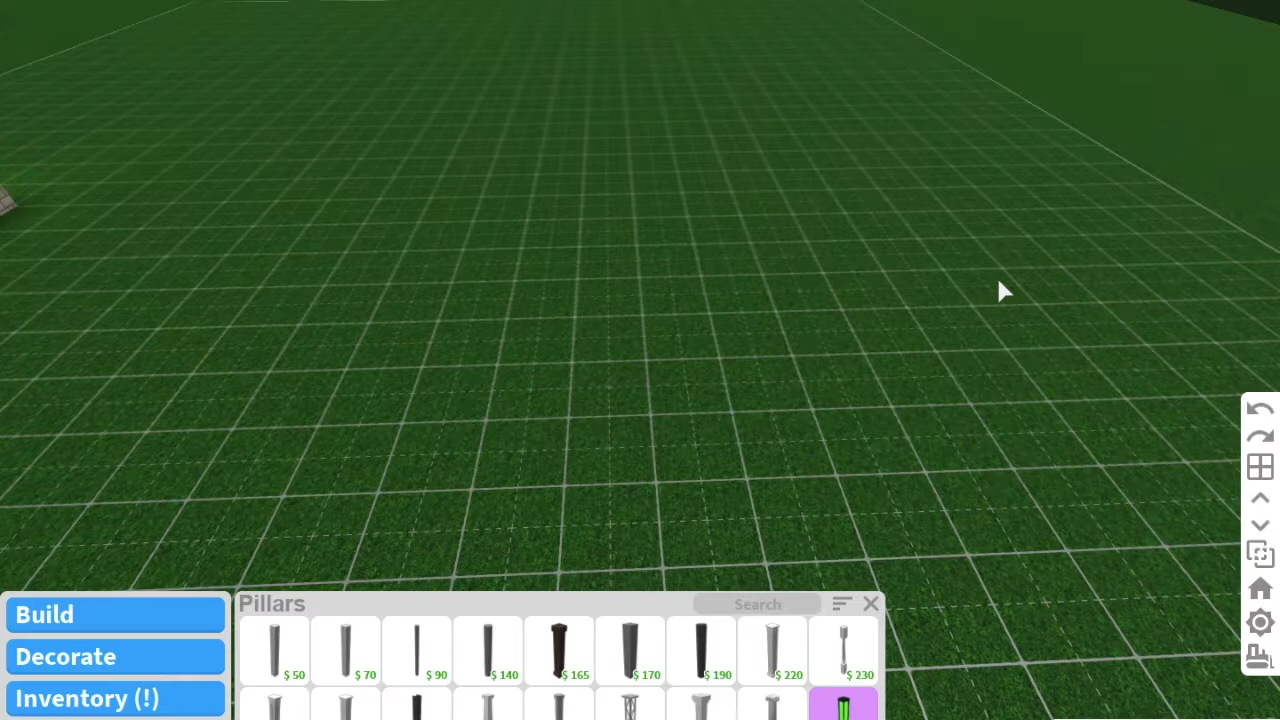 Pillars
Search
Build
Decorate
Inventory (!)
$ 50
$ 70
$ 90
$ 140
$ 165
$ 170
$ 190
$ 220
$ 230